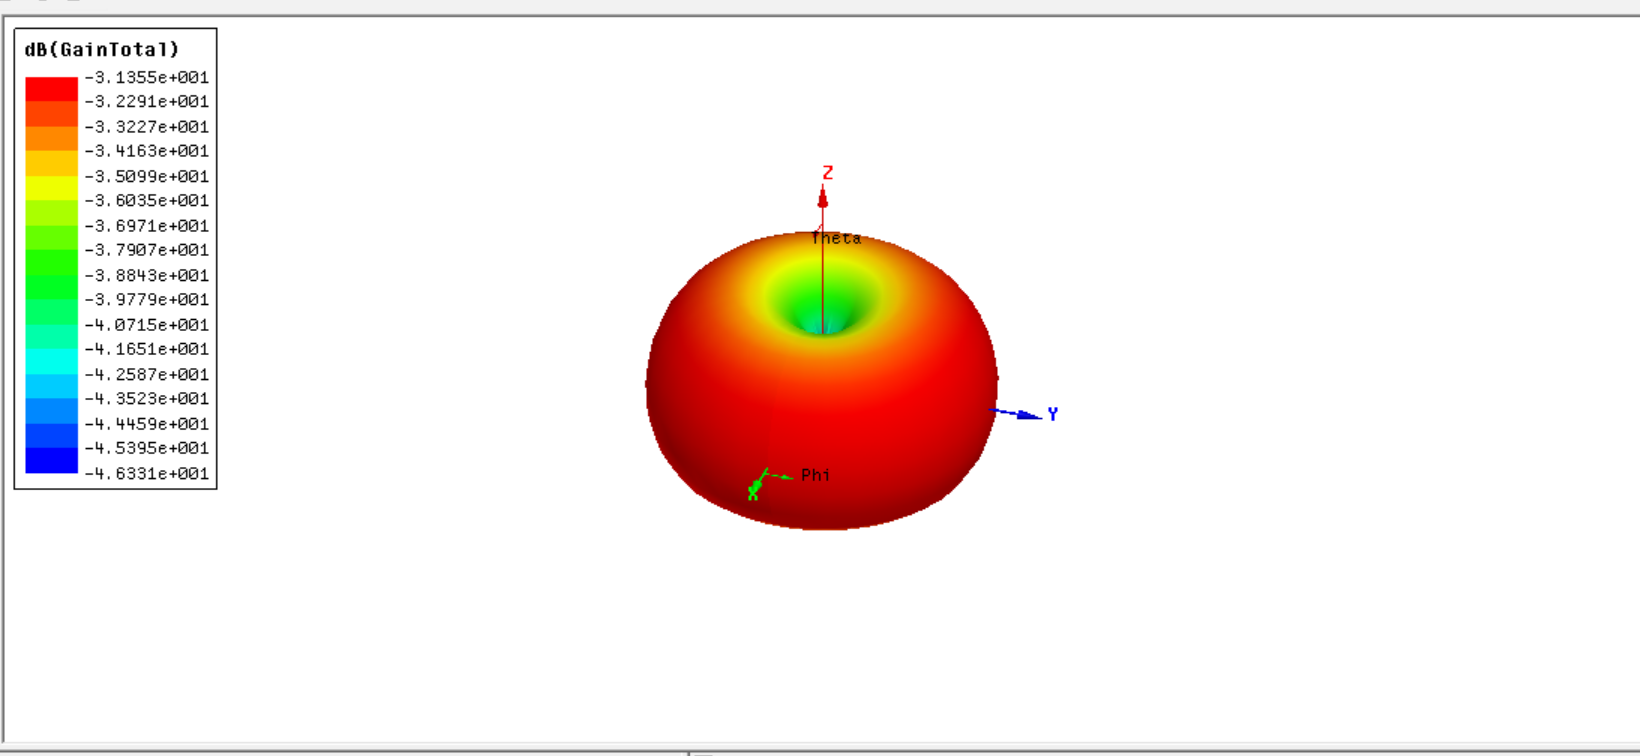 dB(GainTotal)
-3.1355e+001
-3.2291e+001
-3.3227e+001
-3.4163e+001
-3.5099e+001
-3.6035e+001
-3.6971e+001
-3.7907e+001
-3.8843e+001
-3.9779e+001
-4.0715e+001
-4.1651e+001
-4.2587e+001
-4.3523e+001
-4.4459e+001
-4.5395e+001
-4.6331e+001
Z
Theta
Y
Phi
X